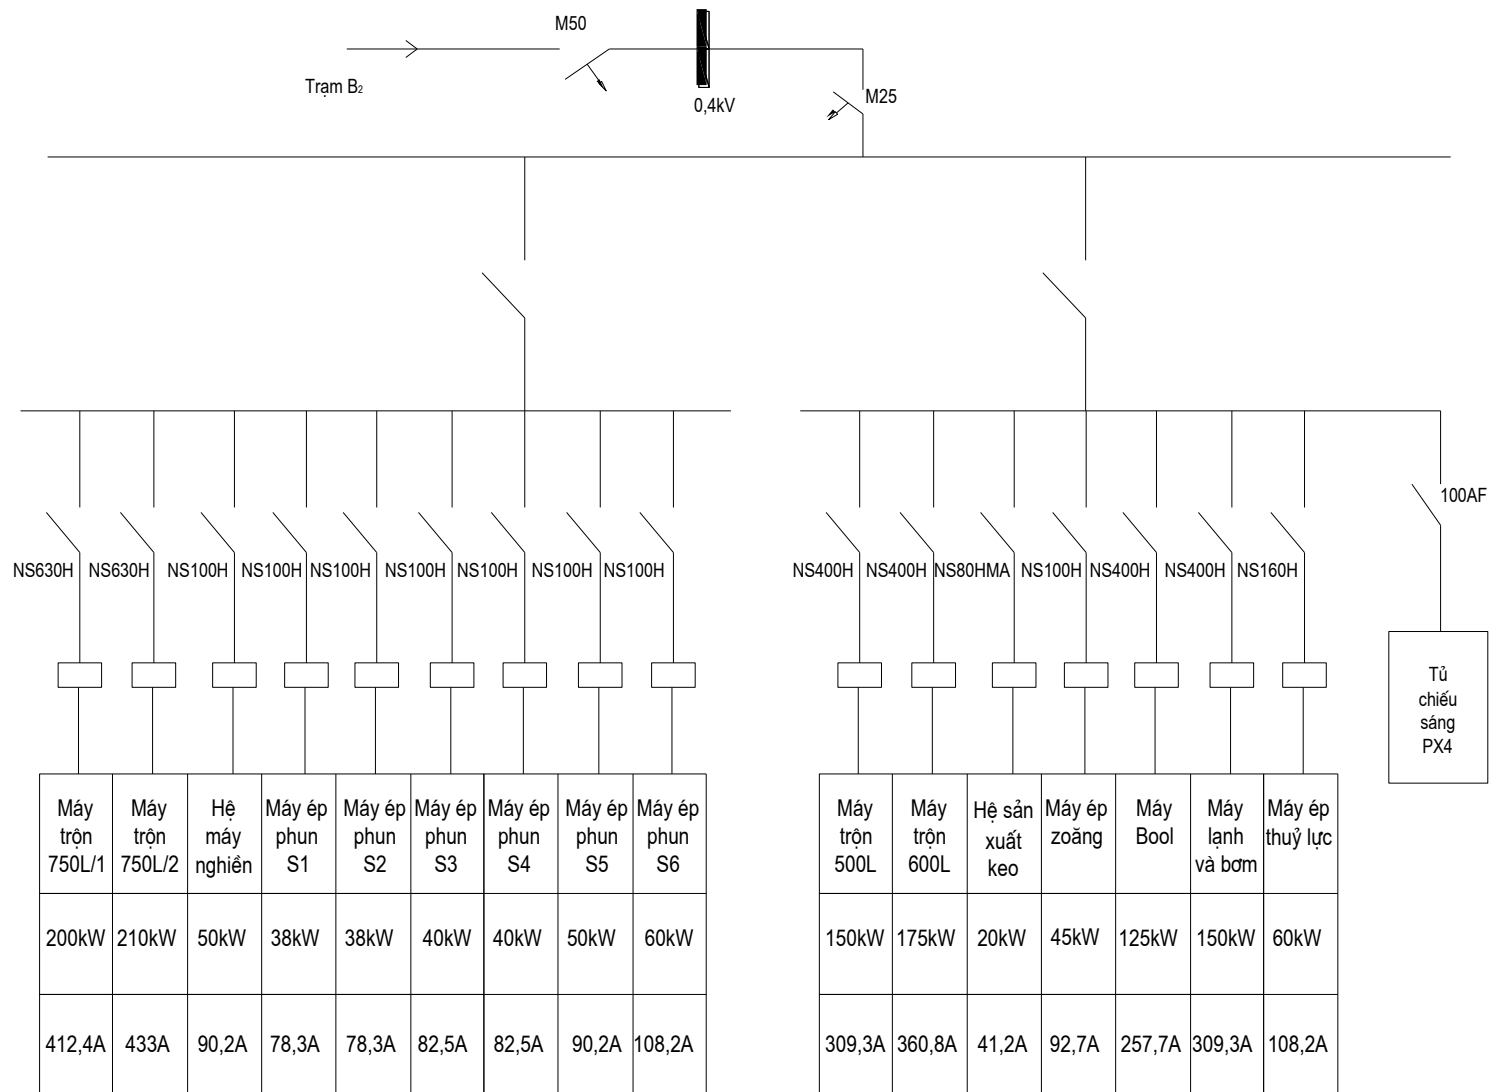 M50
Trạm B2
0,4kV
M25
100AF
NS630H NS630H NS100H NS100H NS100H NS100H NS100H NS100H NS100H
NS400H NS400H NS80HMA NS100H NS400H NS400H NS160H
Tủ
chiếu
sáng
PX4
Máy
trộn
750L/1
Máy
trộn
750L/2
Hệ
máy
nghiền
Máy ép
phun
S1
Máy ép
phun
S2
Máy ép
phun
S3
Máy ép
phun
S4
Máy ép
phun
S5
Máy ép
phun
S6
Máy
trộn
500L
Máy
trộn
600L
Hệ sản
xuất
keo
Máy ép
zoăng
Máy
Bool
Máy
lạnh
và bơm
Máy ép
thuỷ lực
200kW 210kW 50kW 38kW 38kW 40kW 40kW 50kW 60kW
150kW 175kW 20kW 45kW 125kW 150kW 60kW
412,4A 433A 90,2A 78,3A 78,3A 82,5A 82,5A 90,2A 108,2A
309,3A 360,8A 41,2A 92,7A 257,7A 309,3A 108,2A